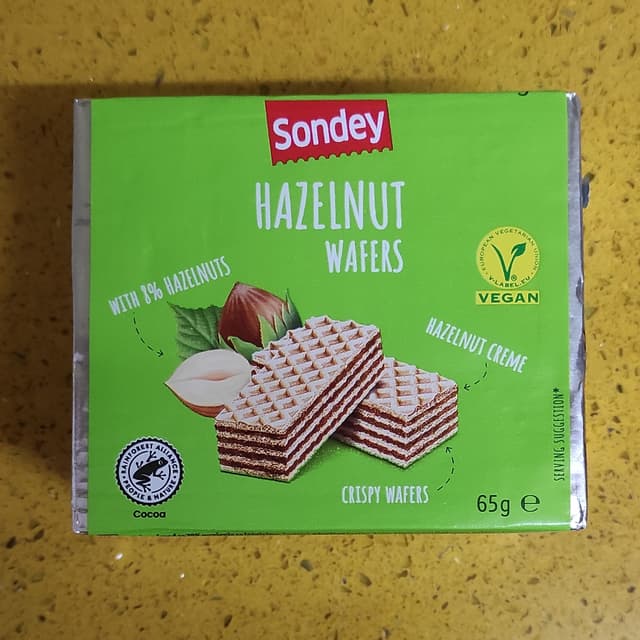 Sondey
HAZELNUT
WAFERS
WITH 8% HAZELNUTS
EUROPEAN VEGETARIAN UNION
V-LABEL.EU
VEGAN
HAZELNUT CREME
SERVING SUGGESTION*
RAINFOREST ALLIANCE
PEOPLE & NATURE
Cocoa
CRISPY WAFERS
65g ℮